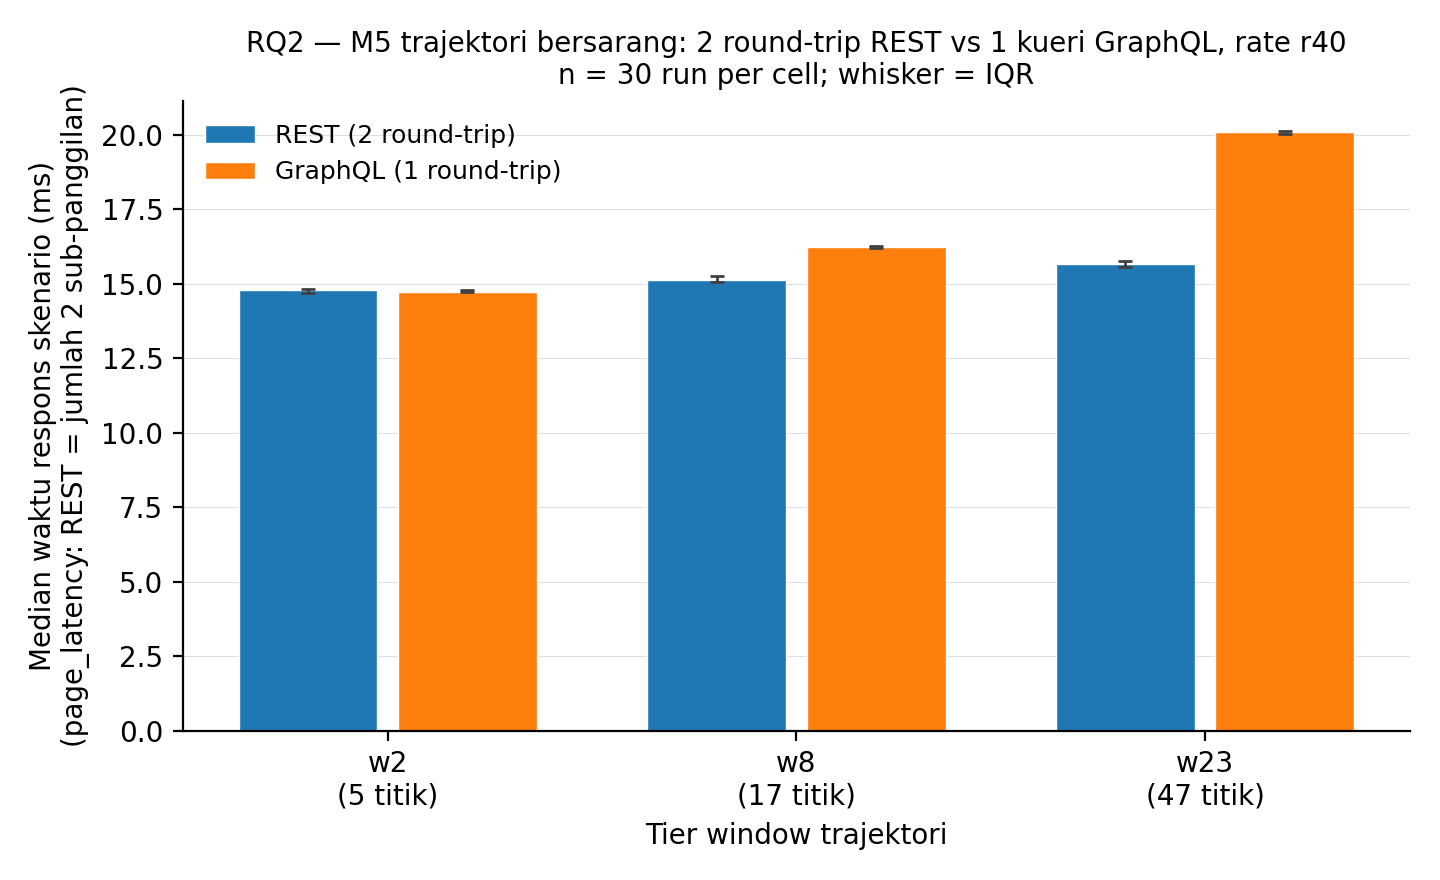 RQ2 — M5 trajektori bersarang: 2 round-trip REST vs 1 kueri GraphQL, rate r40
n = 30 run per cell; whisker = IQR
Median waktu respons skenario (ms)
(page_latency: REST = jumlah 2 sub-panggilan)
20.0
17.5
15.0
12.5
10.0
7.5
5.0
2.5
0.0
REST (2 round-trip)
GraphQL (1 round-trip)
w2
(5 titik)
w8
(17 titik)
w23
(47 titik)
Tier window trajektori